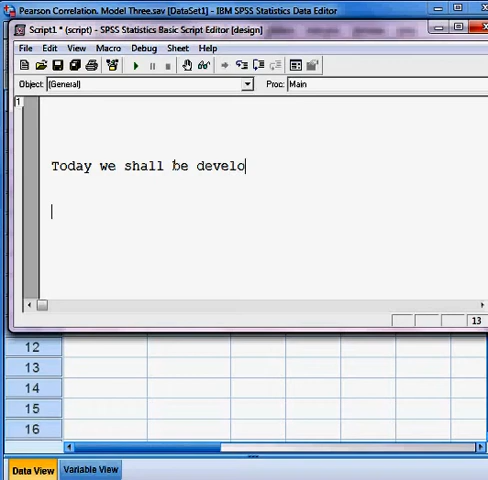 Pearson Correlation. Model Three.sav [DataSet1] - IBM SPSS Statistics Data Editor
Script1 * (script) - SPSS Statistics Basic Script Editor [design]
File Edit View Macro Debug Sheet Help
Object: (General) Proc: Main
1
Today we shall be develo
13
12
13
14
15
16
Data View Variable View